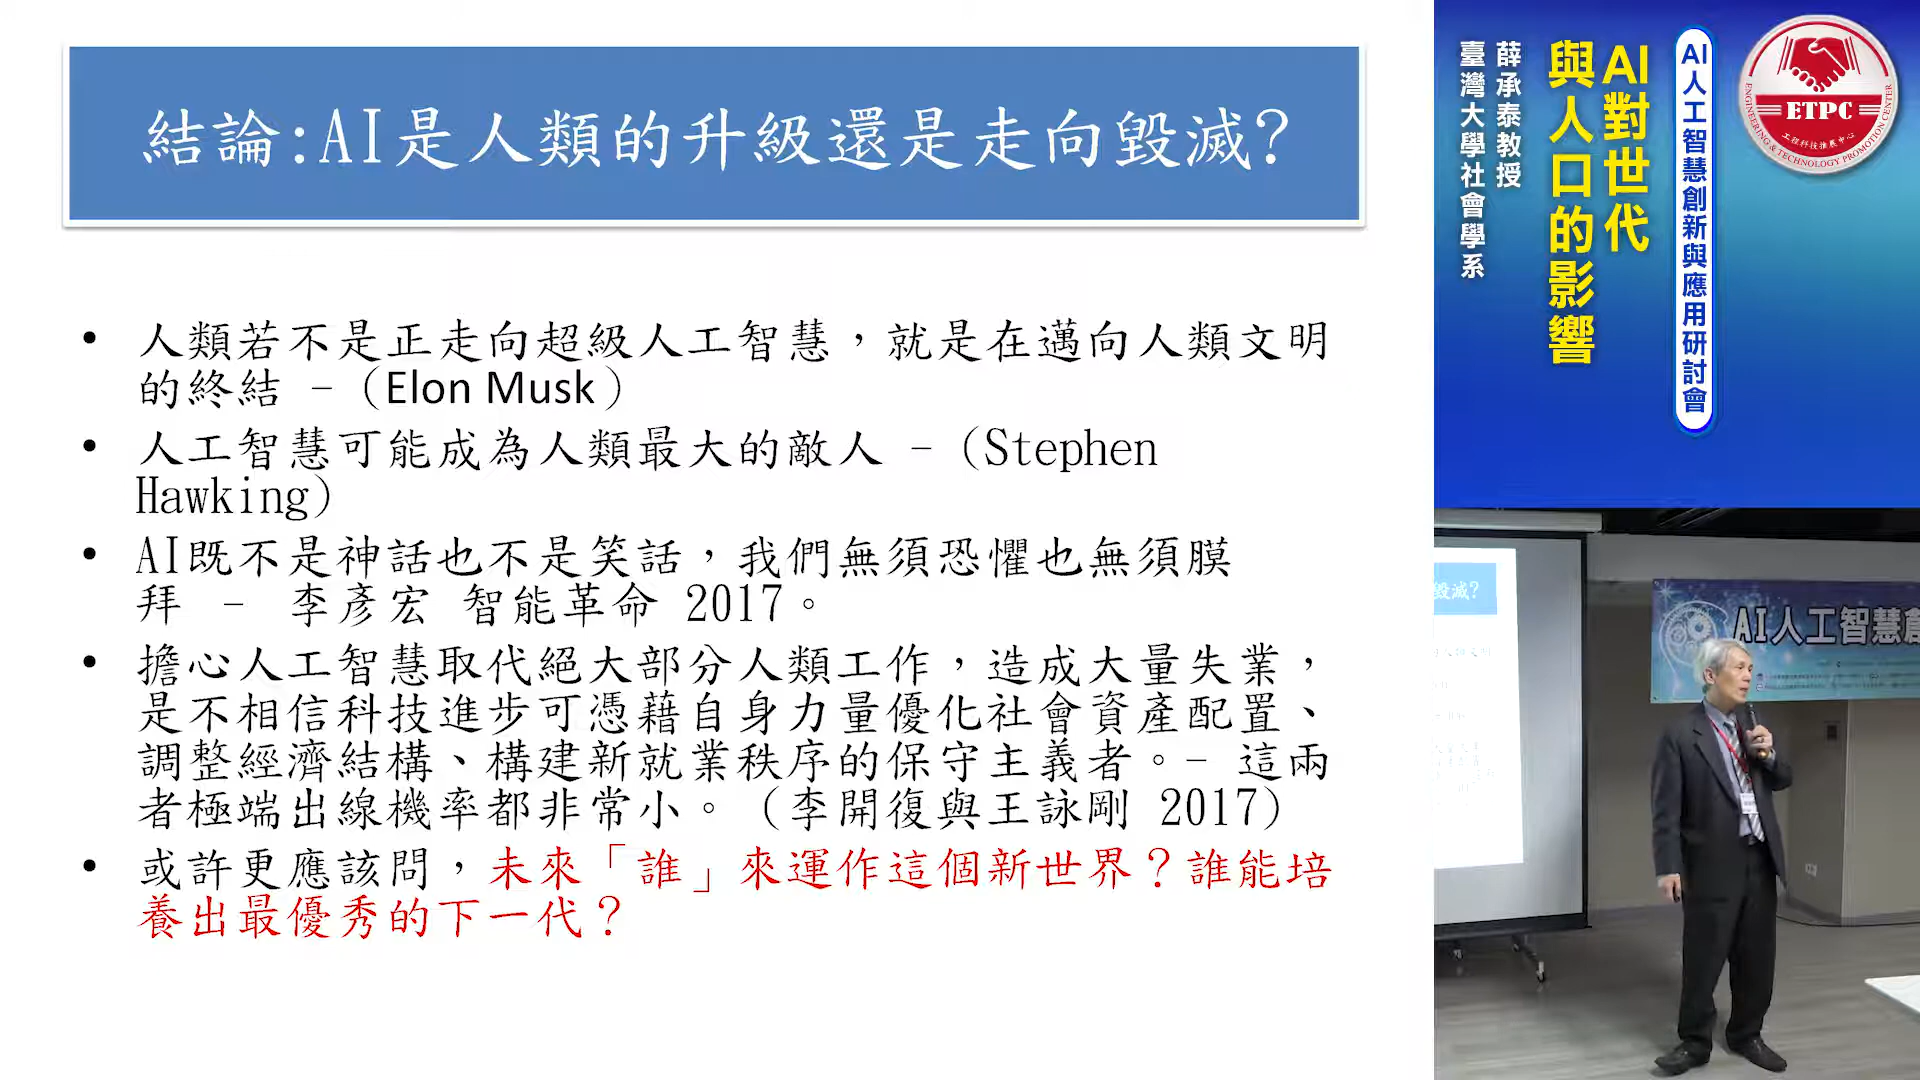 結論:AI是人類的升級還是走向毀滅?
• 人類若不是正走向超級人工智慧，就是在邁向人類文明
的終結 –（Elon Musk）
• 人工智慧可能成為人類最大的敵人 –（Stephen
Hawking）
• AI既不是神話也不是笑話，我們無須恐懼也無須膜
拜 – 李彥宏 智能革命 2017。
• 擔心人工智慧取代絕大部分人類工作，造成大量失業，
是不相信科技進步可憑藉自身力量優化社會資產配置、
調整經濟結構、構建新就業秩序的保守主義者。– 這兩
者極端出線機率都非常小。（李開復與王詠剛 2017）
• 或許更應該問，未來「誰」來運作這個新世界？誰能培
養出最優秀的下一代？
AI人工智慧創新與應用研討會
AI對世代
與人口的影響
薛承泰教授
臺灣大學社會學系
ETPC
工程科技推展中心
ENGINEERING & TECHNOLOGY PROMOTION CENTER
毀滅?
AI人工智慧創